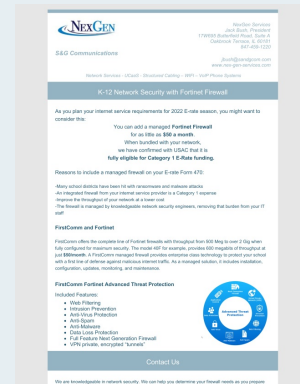 NEXGEN
S&G Communications
NexGen Services
Jack Bush, President
Oakbrook Terrace, IL 60181
847-456-1220
www.nex-gen-services.com
Network Services - VCaaS - Structured Cabling - WIFI - VoIP Phone Systems
K-12 Network Security with Fortinet Firewall
As you plan your internet service requirements for 2022 E-rate season, you might want to
consider this:
You can add a managed Fortinet Firewall
for as little as $50 a month.
When bundled with your network,
we have confirmed with USAC that it is
fully eligible for Category 1 E-Rate funding.
Reasons to include a managed firewall on your E-rate Form 470:
-Many school districts have been hit with ransomware and malware attacks
-An integrated firewall from your internet service provider is a Category 1 expense
-Improve the throughput of your network at a lower cost
-The firewall is managed by knowledgeable network security engineers, removing that burden from your IT
staff
FirstComm and Fortinet
FirstComm offers the complete line of Fortinet firewalls with throughput from 600 Meg to over 2 Gig when
fully configured for maximum security. The model 40F for example, provides 600 megabits of throughput at
just $50/month. A FirstComm managed firewall provides enterprise class technology to protect your school
with a first line of defense against malicious internet traffic. As a managed solution, it includes installation,
configuration, updates, monitoring, and maintenance.
FirstComm Fortinet Advanced Threat Protection
Included Features:
• Web Filtering
• Intrusion Prevention
• Anti-Virus Protection
• Anti-Spam
• Anti-Malware
• Data Loss Protection
• Full Feature Next Generation Firewall
• VPN private, encrypted "tunnels"
Advanced Threat
Protection
Contact Us
We are knowledgeable in network security. We can help you determine your firewall needs as you prepare